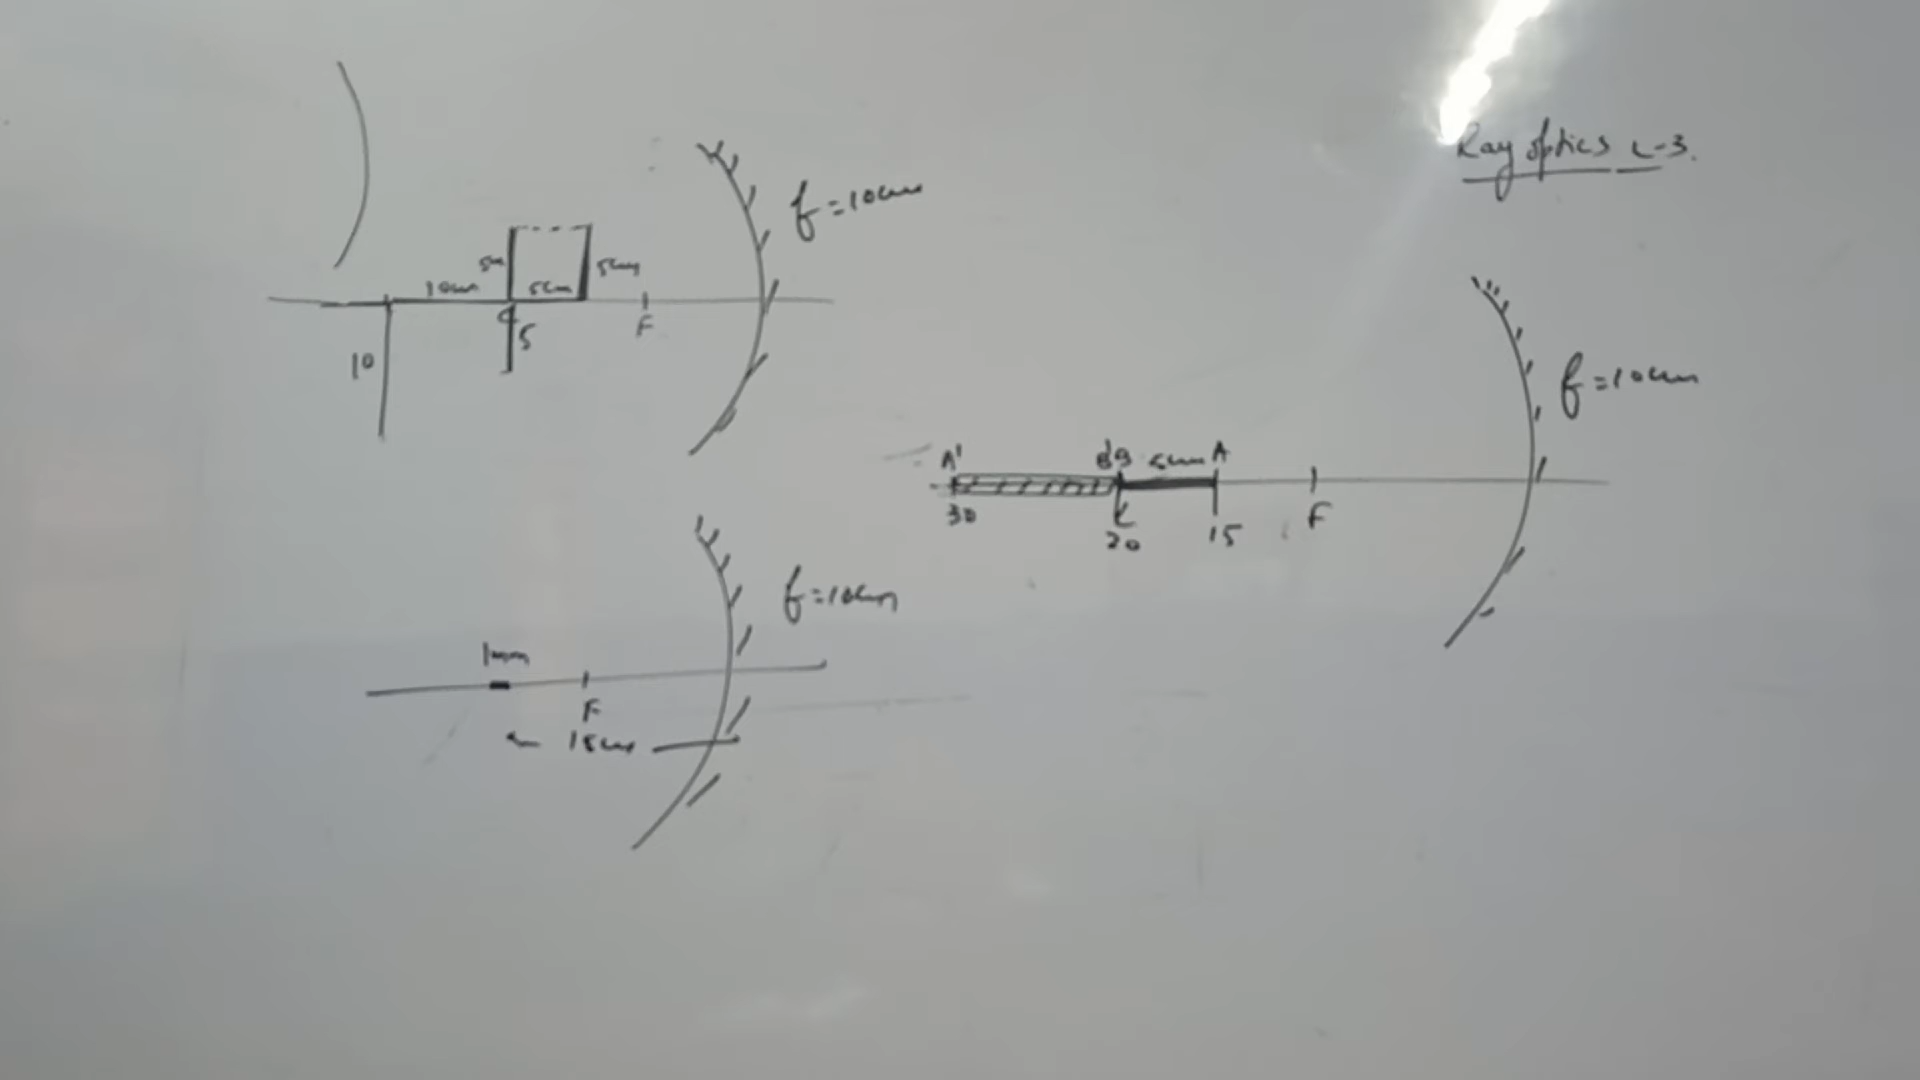 Ray optics L-3.
f=10cm
5cm
5cm
10cm
5cm
C
5
F
10
f=10cm
A'
B'
B
5cm
A
30
C
20
15
F
f=10cm
1mm
F
15cm